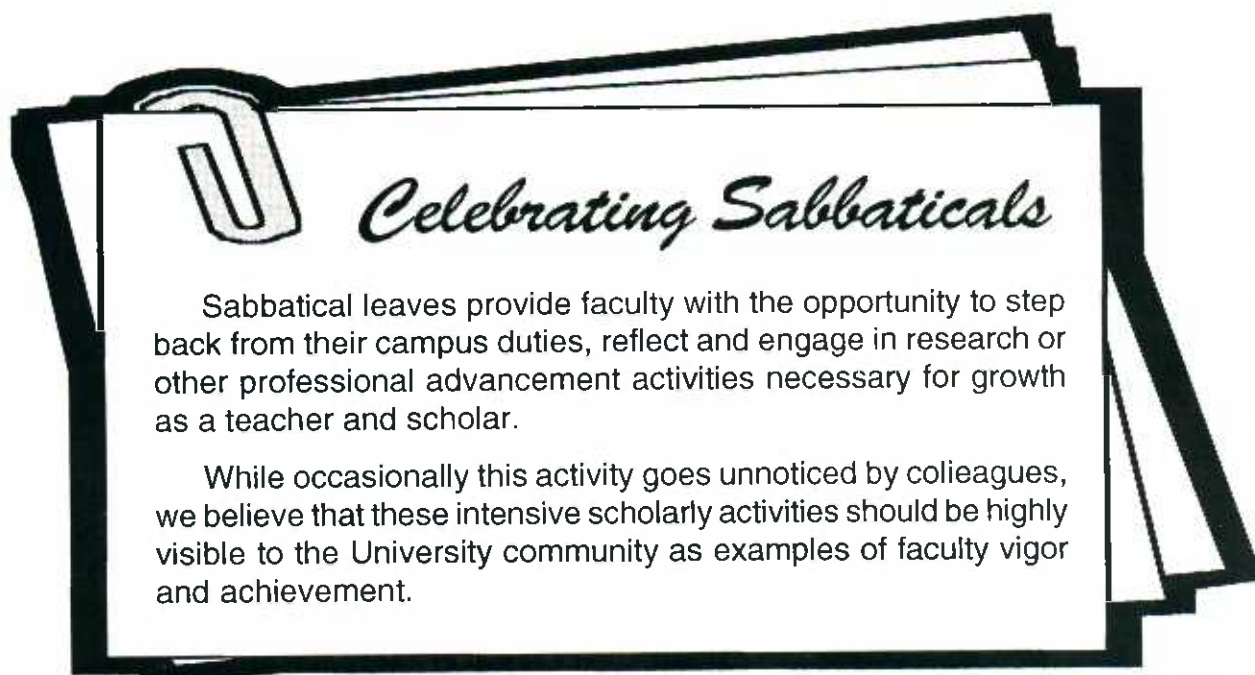 Celebrating Sabbaticals
Sabbatical leaves provide faculty with the opportunity to step
back from their campus duties, reflect and engage in research or
other professional advancement activities necessary for growth
as a teacher and scholar.
While occasionally this activity goes unnoticed by colleagues,
we believe that these intensive scholarly activities should be highly
visible to the University community as examples of faculty vigor
and achievement.